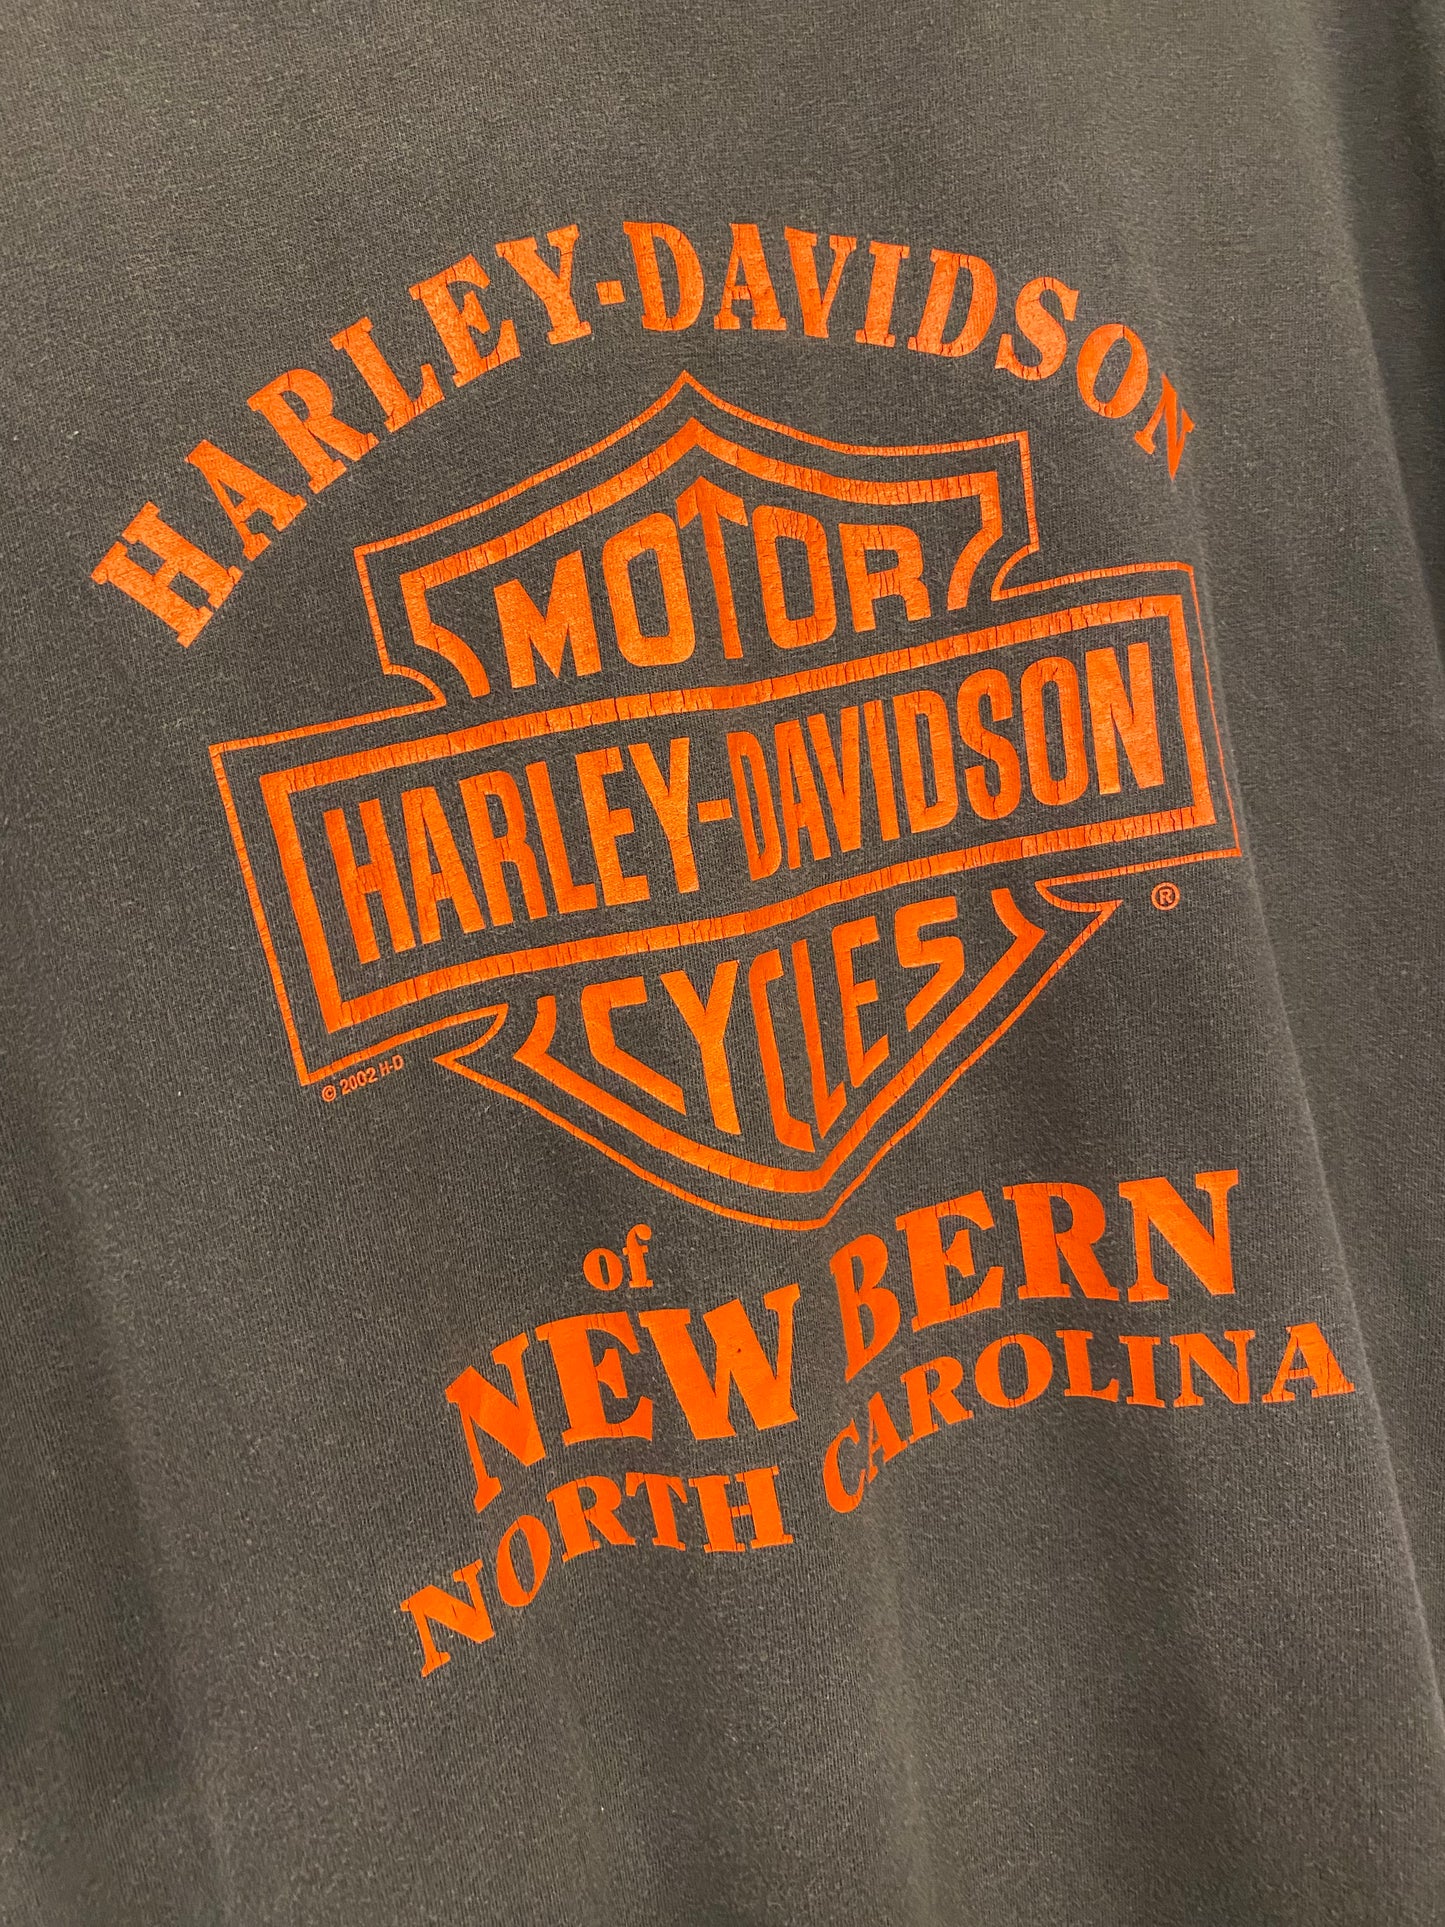 HARLEY-DAVIDSON
MOTOR
HARLEY-DAVIDSON
®
CYCLES
© 2002 H-D
of
NEW BERN
NORTH CAROLINA